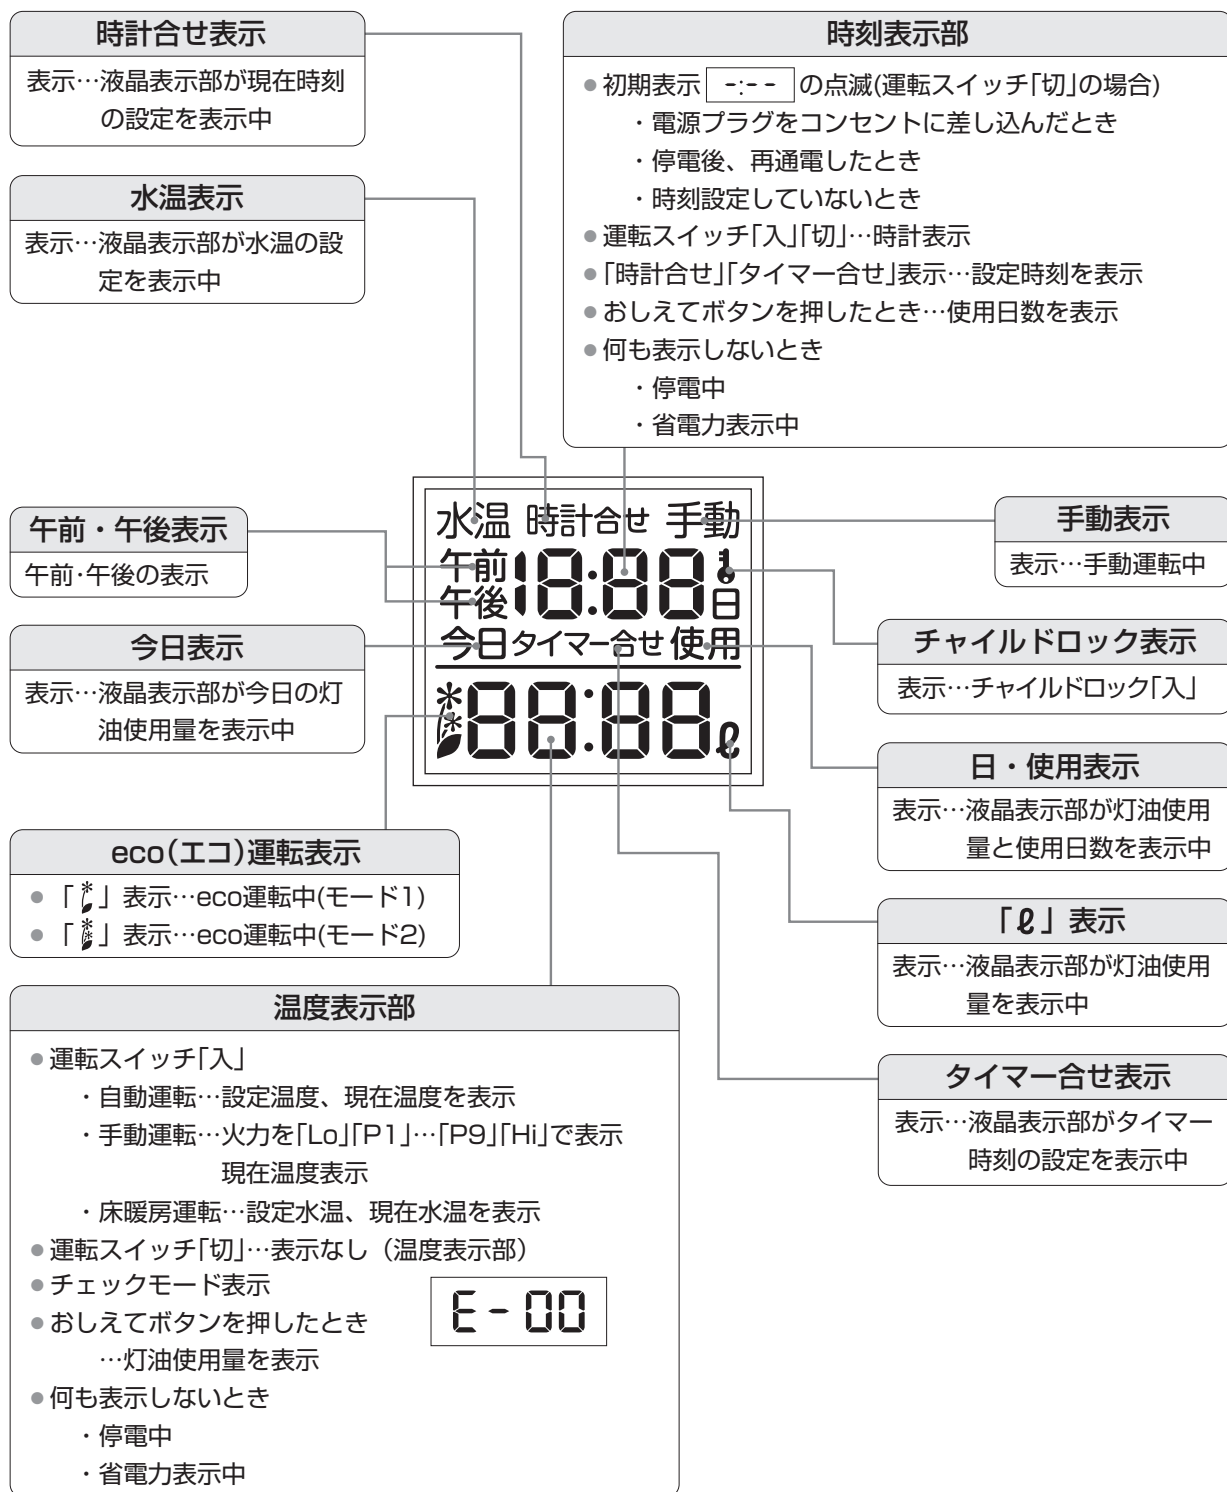 時計合せ表示
表示…液晶表示部が現在時刻
の設定を表示中
水温表示
表示…液晶表示部が水温の設
定を表示中
時刻表示部
●初期表示 -:-- の点滅(運転スイッチ「切」の場合)
・電源プラグをコンセントに差し込んだとき
・停電後、再通電したとき
・時刻設定していないとき
●運転スイッチ「入」「切」…時計表示
●「時計合せ」「タイマー合せ」表示…設定時刻を表示
●おしえてボタンを押したとき…使用日数を表示
●何も表示しないとき
・停電中
・省電力表示中
午前・午後表示
午前・午後の表示
今日表示
表示…液晶表示部が今日の灯
油使用量を表示中
水温 時計合せ 手動
午前
午後 18:88 日
今日 タイマー合せ 使用
88:88 ℓ
手動表示
表示…手動運転中
チャイルドロック表示
表示…チャイルドロック「入」
日・使用表示
表示…液晶表示部が灯油使用
量と使用日数を表示中
「ℓ」表示
表示…液晶表示部が灯油使用
量を表示中
タイマー合せ表示
表示…液晶表示部がタイマー
時刻の設定を表示中
eco(エコ)運転表示
●「」表示…eco運転中(モード1)
●「」表示…eco運転中(モード2)
温度表示部
●運転スイッチ「入」
・自動運転…設定温度、現在温度を表示
・手動運転…火力を「Lo」「P1」…「P9」「Hi」で表示
現在温度表示
・床暖房運転…設定水温、現在水温を表示
●運転スイッチ「切」…表示なし（温度表示部）
●チェックモード表示
E-00
●おしえてボタンを押したとき
…灯油使用量を表示
●何も表示しないとき
・停電中
・省電力表示中